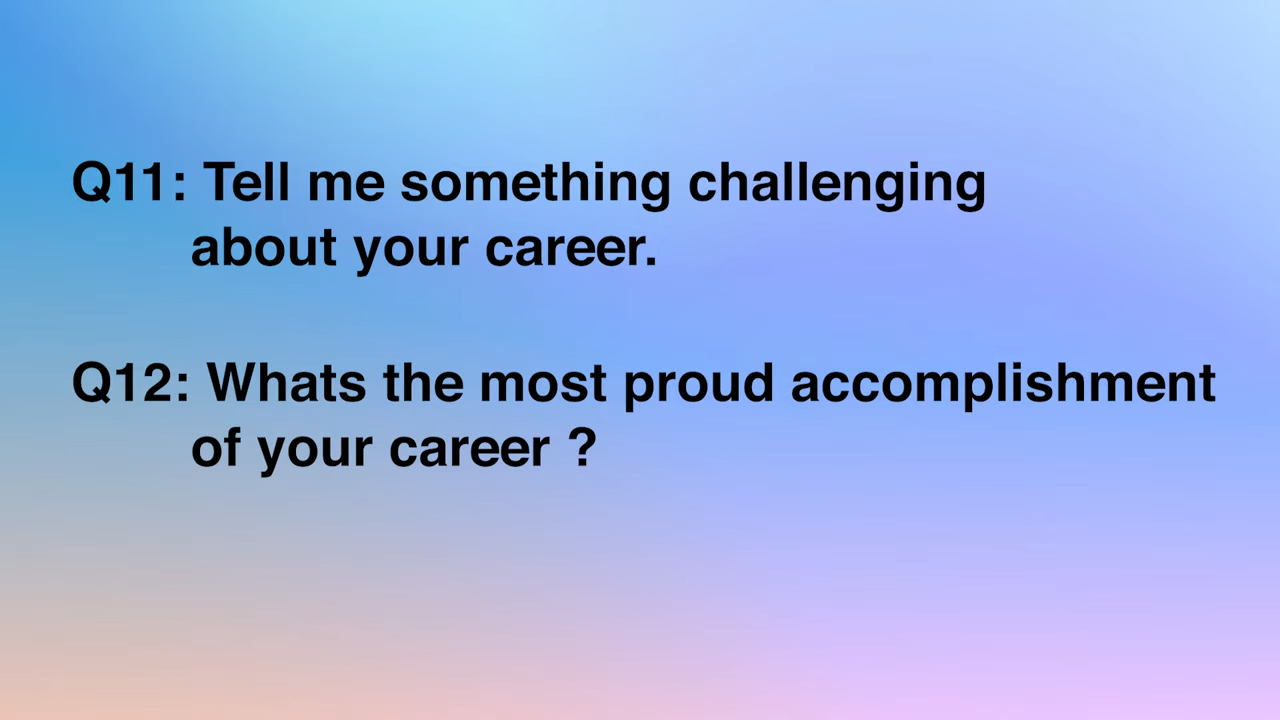 Q11: Tell me something challenging
about your career.
Q12: Whats the most proud accomplishment
of your career ?